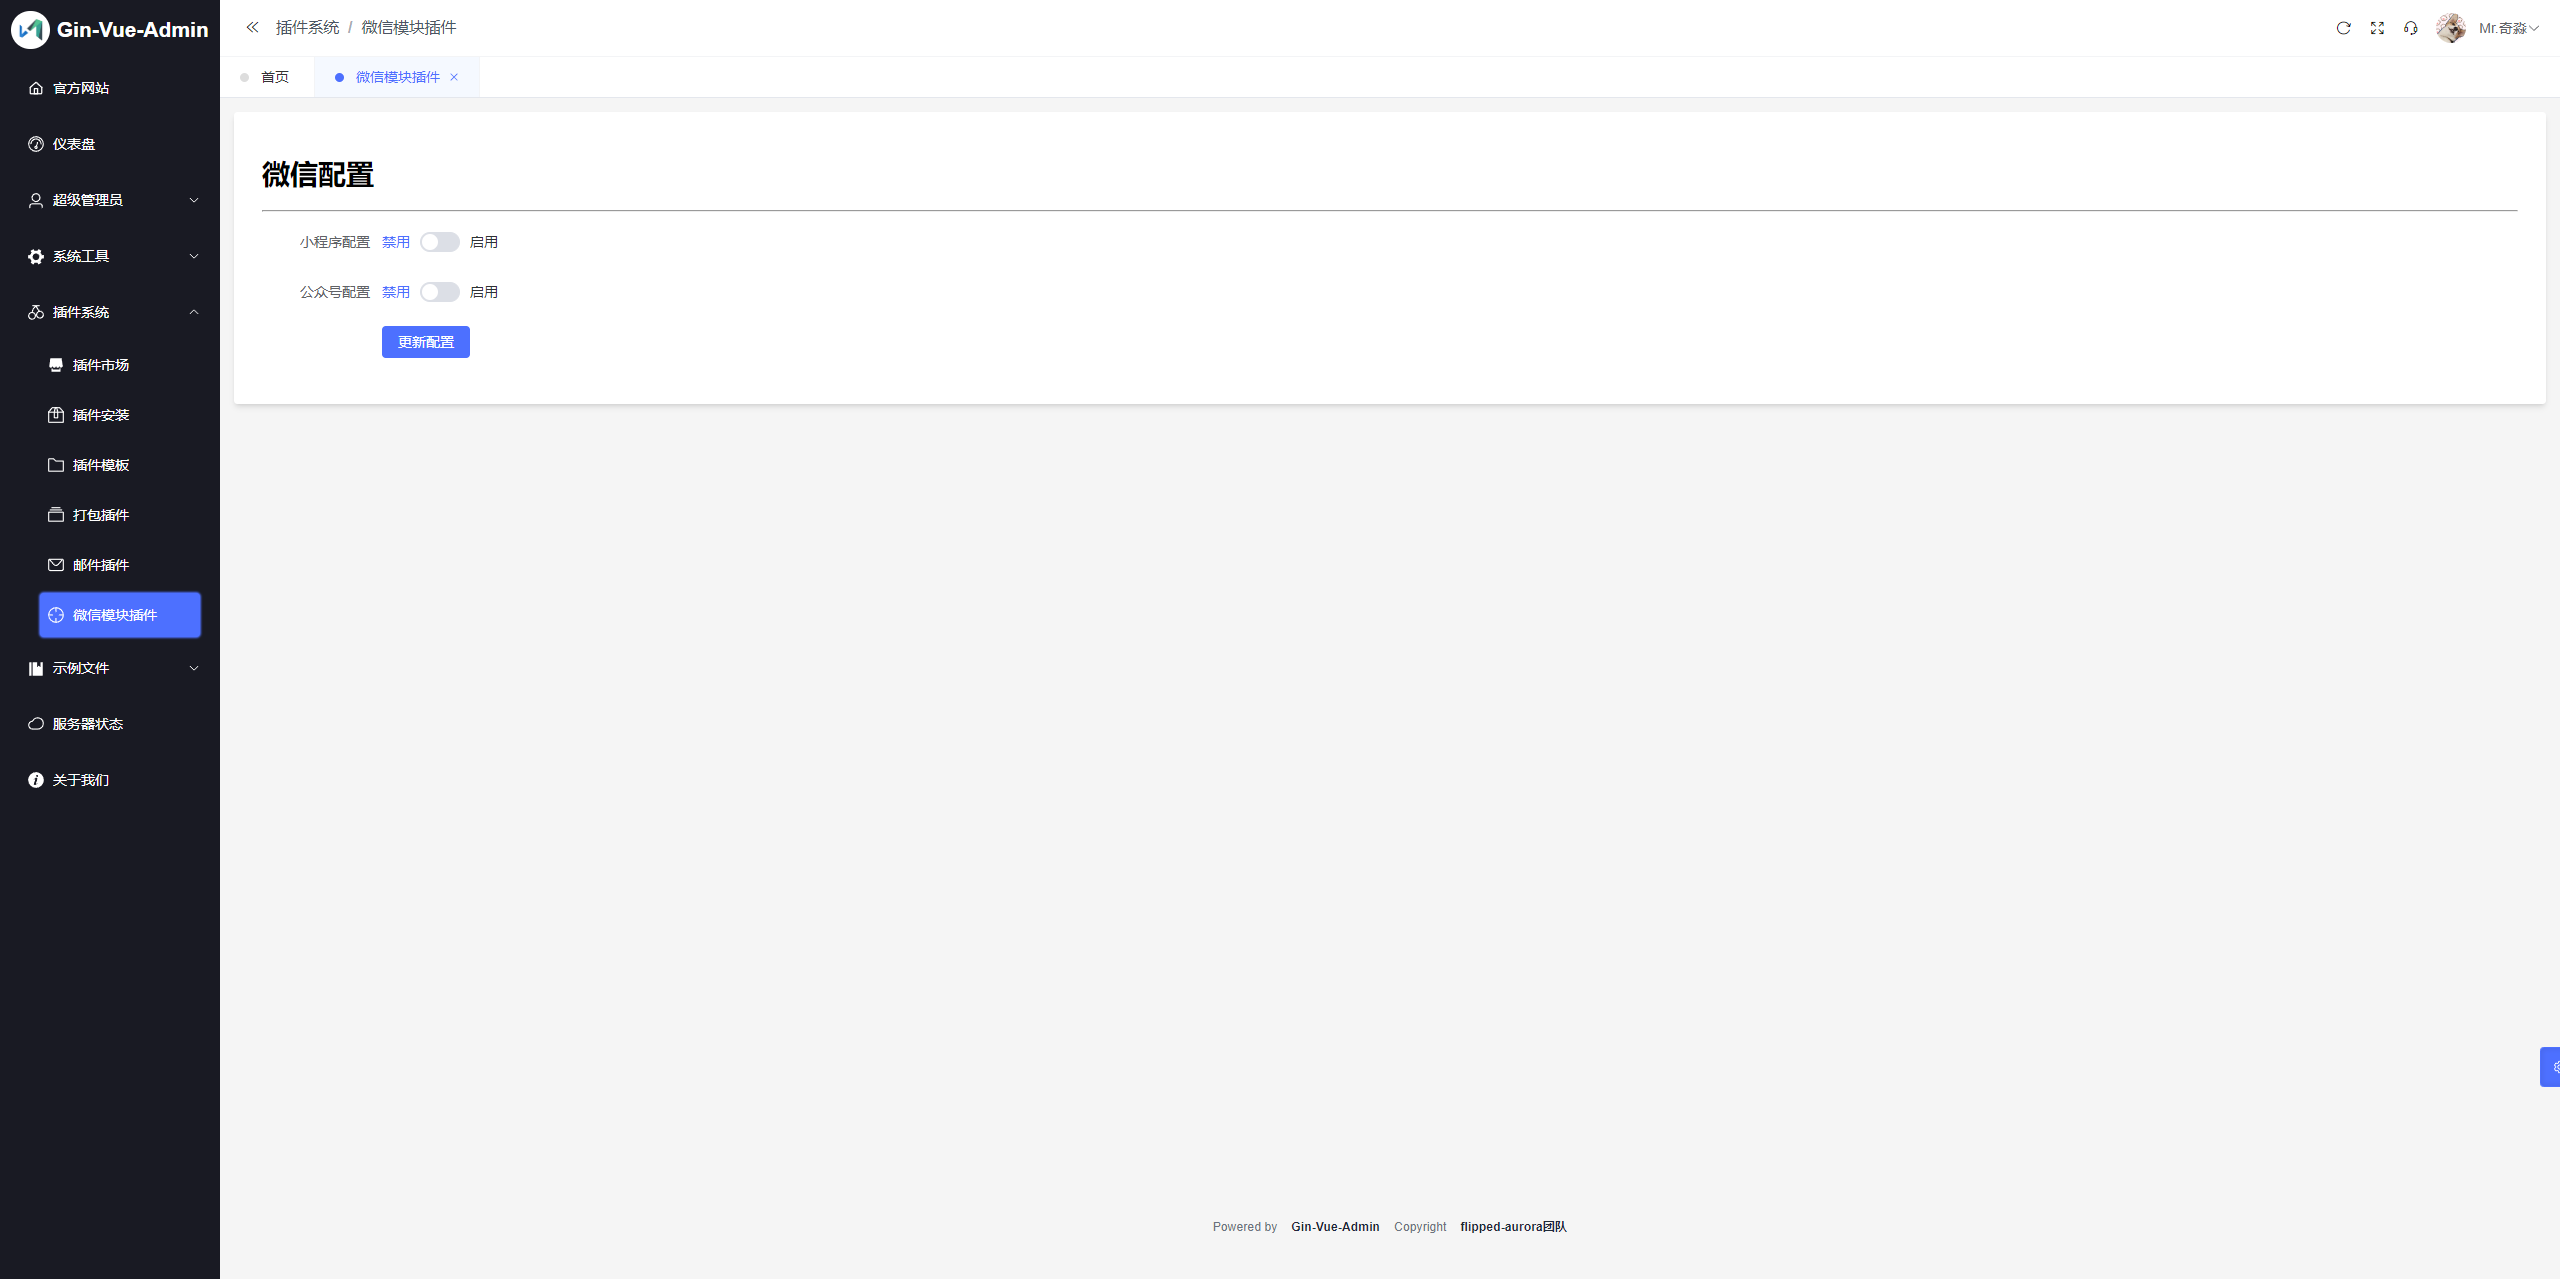 Gin-Vue-Admin
官方网站
仪表盘
超级管理员
系统工具
插件系统
插件市场
插件安装
插件模板
打包插件
邮件插件
微信模块插件
示例文件
服务器状态
关于我们
插件系统 / 微信模块插件
Mr.奇淼
首页
微信模块插件
微信配置
小程序配置 禁用 启用
公众号配置 禁用 启用
更新配置
Powered by Gin-Vue-Admin Copyright flipped-aurora团队